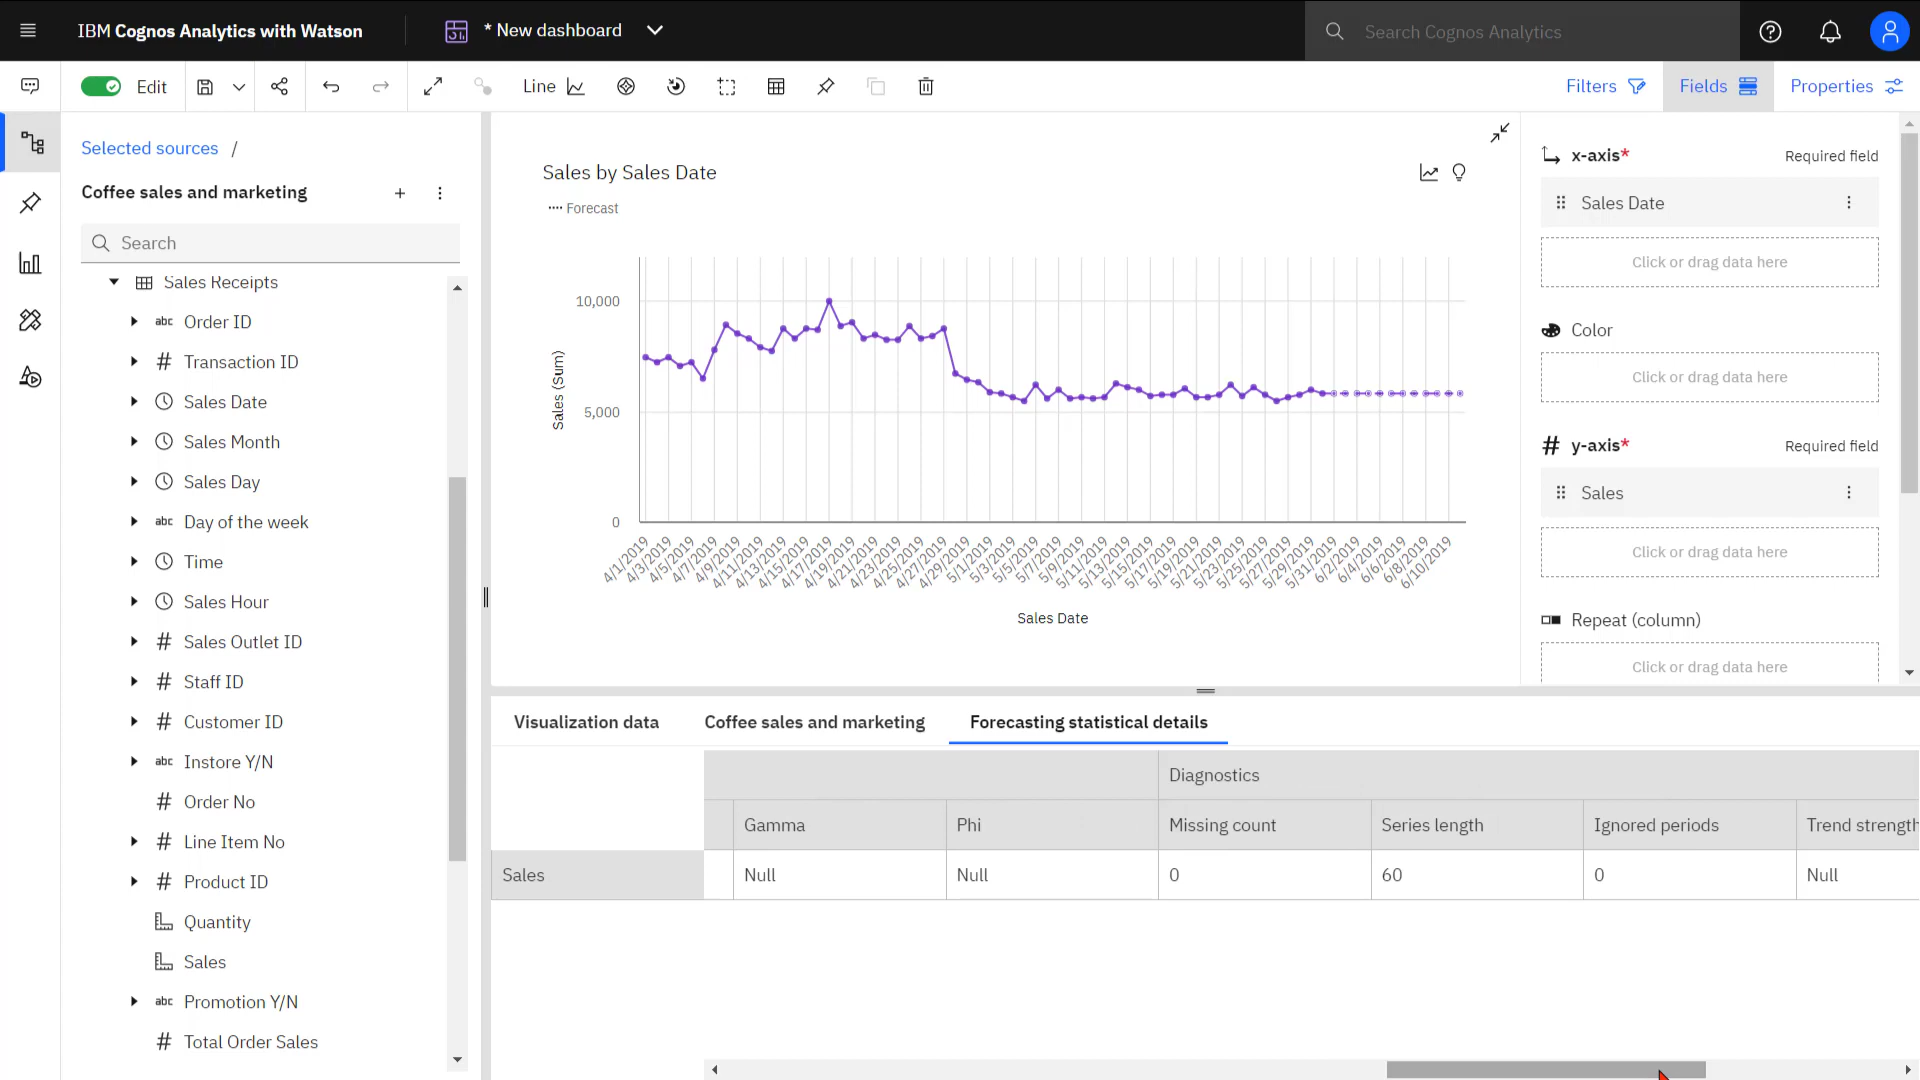 IBM Cognos Analytics with Watson
* New dashboard
Search Cognos Analytics
Edit
Line
Filters
Fields
Properties
Selected sources /
Coffee sales and marketing
Search
Sales Receipts
abc Order ID
# Transaction ID
Sales Date
Sales Month
Sales Day
abc Day of the week
Time
Sales Hour
# Sales Outlet ID
# Staff ID
# Customer ID
abc Instore Y/N
# Order No
# Line Item No
# Product ID
Quantity
Sales
abc Promotion Y/N
# Total Order Sales
Sales by Sales Date
Forecast
10,000
5,000
0
Sales (Sum)
4/1/2019
4/3/2019
4/5/2019
4/7/2019
4/9/2019
4/11/2019
4/13/2019
4/15/2019
4/17/2019
4/19/2019
4/21/2019
4/23/2019
4/25/2019
4/27/2019
4/29/2019
5/1/2019
5/3/2019
5/5/2019
5/7/2019
5/9/2019
5/11/2019
5/13/2019
5/15/2019
5/17/2019
5/19/2019
5/21/2019
5/23/2019
5/25/2019
5/27/2019
5/29/2019
5/31/2019
6/2/2019
6/4/2019
6/6/2019
6/8/2019
6/10/2019
Sales Date
x-axis* Required field
Sales Date
Click or drag data here
Color
Click or drag data here
# y-axis* Required field
Sales
Click or drag data here
Repeat (column)
Click or drag data here
Visualization data Coffee sales and marketing Forecasting statistical details
Diagnostics
Gamma Phi Missing count Series length Ignored periods Trend strength
Sales Null Null 0 60 0 Null